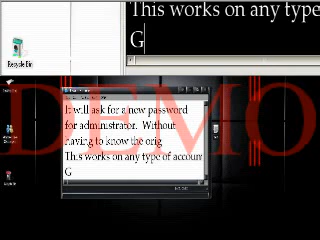 This works on any type
G
Recycle Bin
DEMO
It will ask for a new password
for administrator. Without
having to know the orig
This works on any type of accoun
G